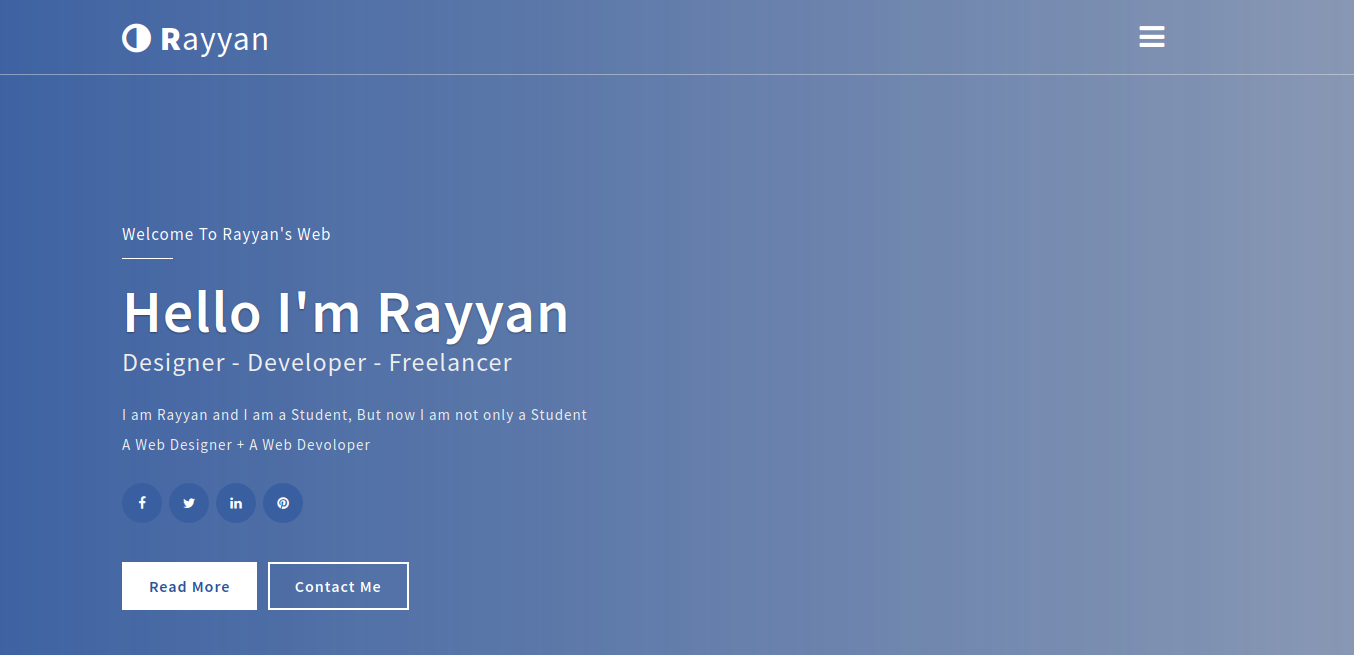 Rayyan
Welcome To Rayyan's Web
Hello I'm Rayyan
Designer - Developer - Freelancer
I am Rayyan and I am a Student, But now I am not only a Student
A Web Designer + A Web Devoloper
Read More
Contact Me